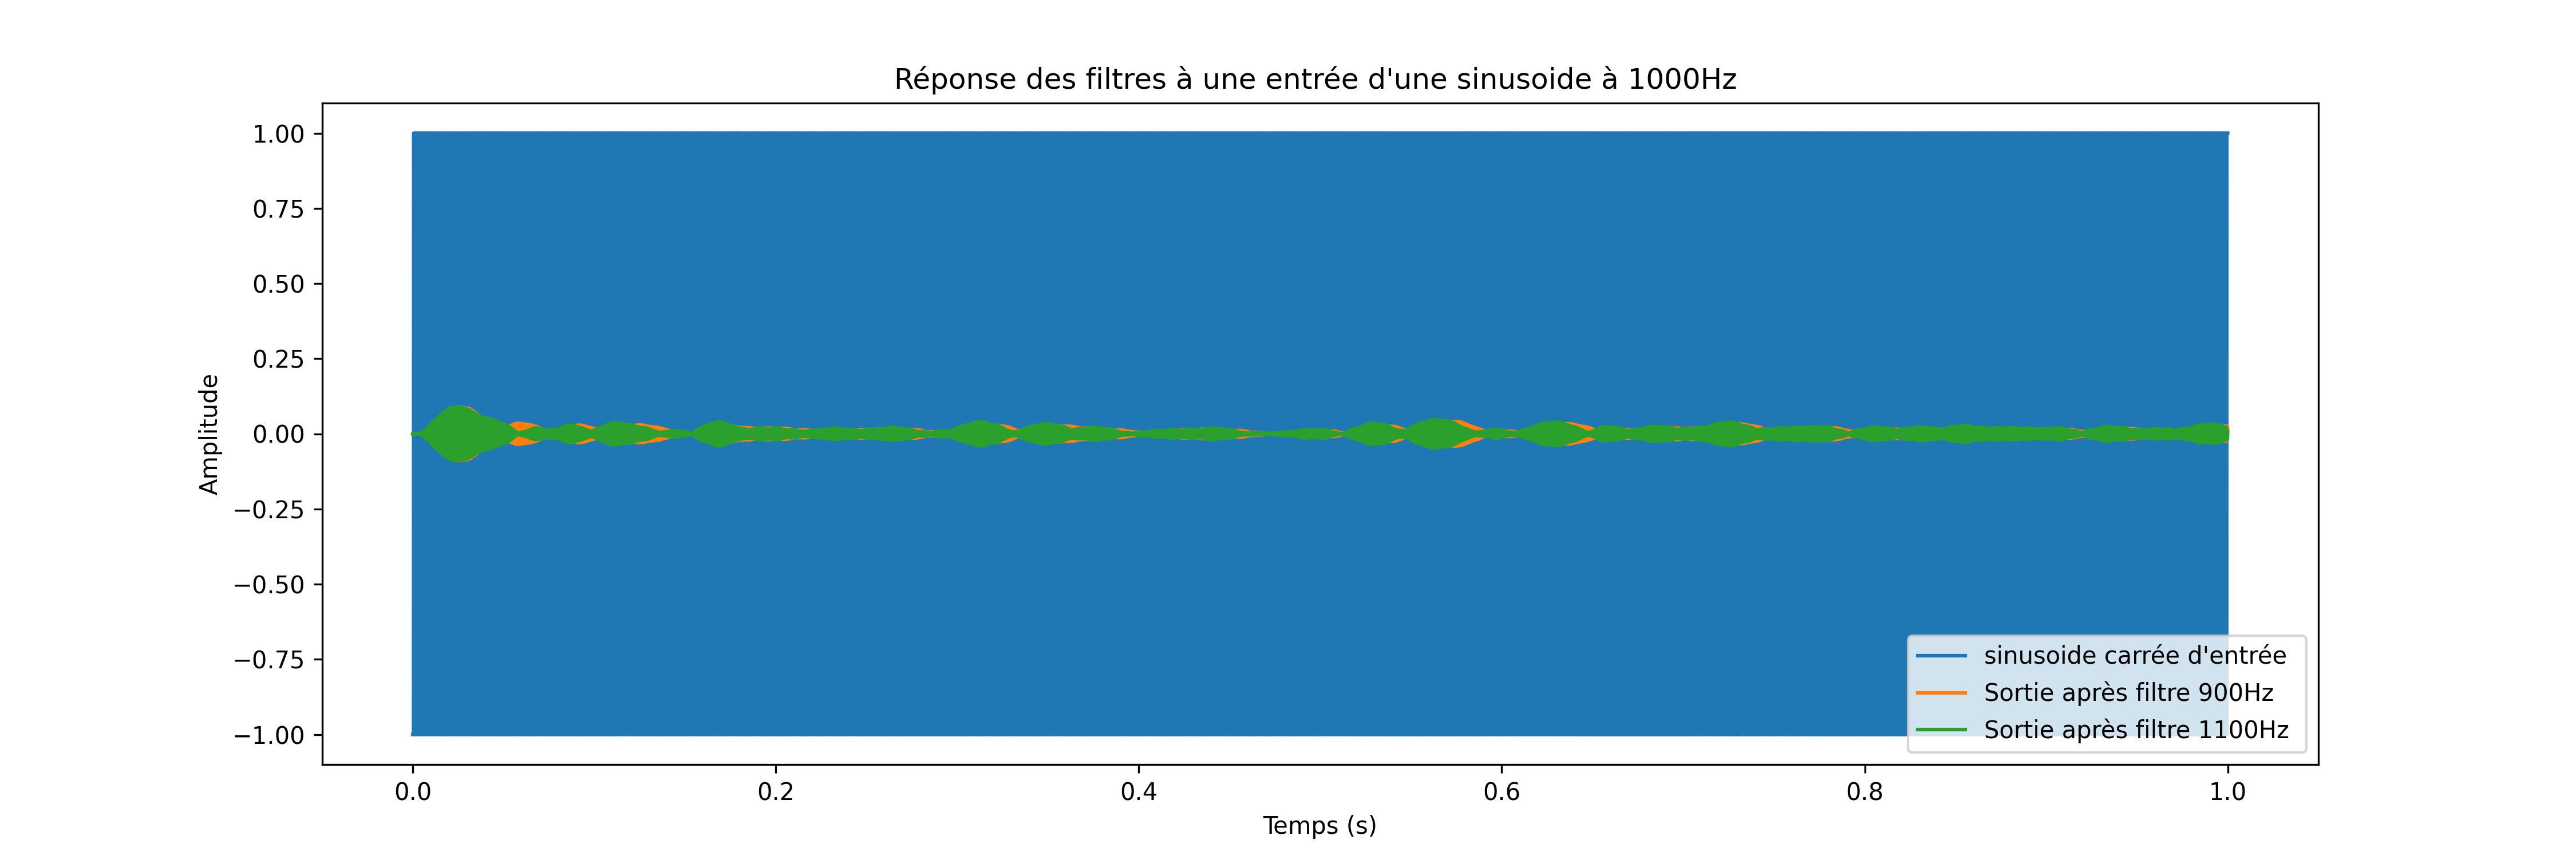 Réponse des filtres à une entrée d'une sinusoide à 1000Hz
Amplitude
1.00
0.75
0.50
0.25
0.00
−0.25
−0.50
−0.75
−1.00
sinusoide carrée d'entrée
Sortie après filtre 900Hz
Sortie après filtre 1100Hz
0.0 0.2 0.4 0.6 0.8 1.0
Temps (s)